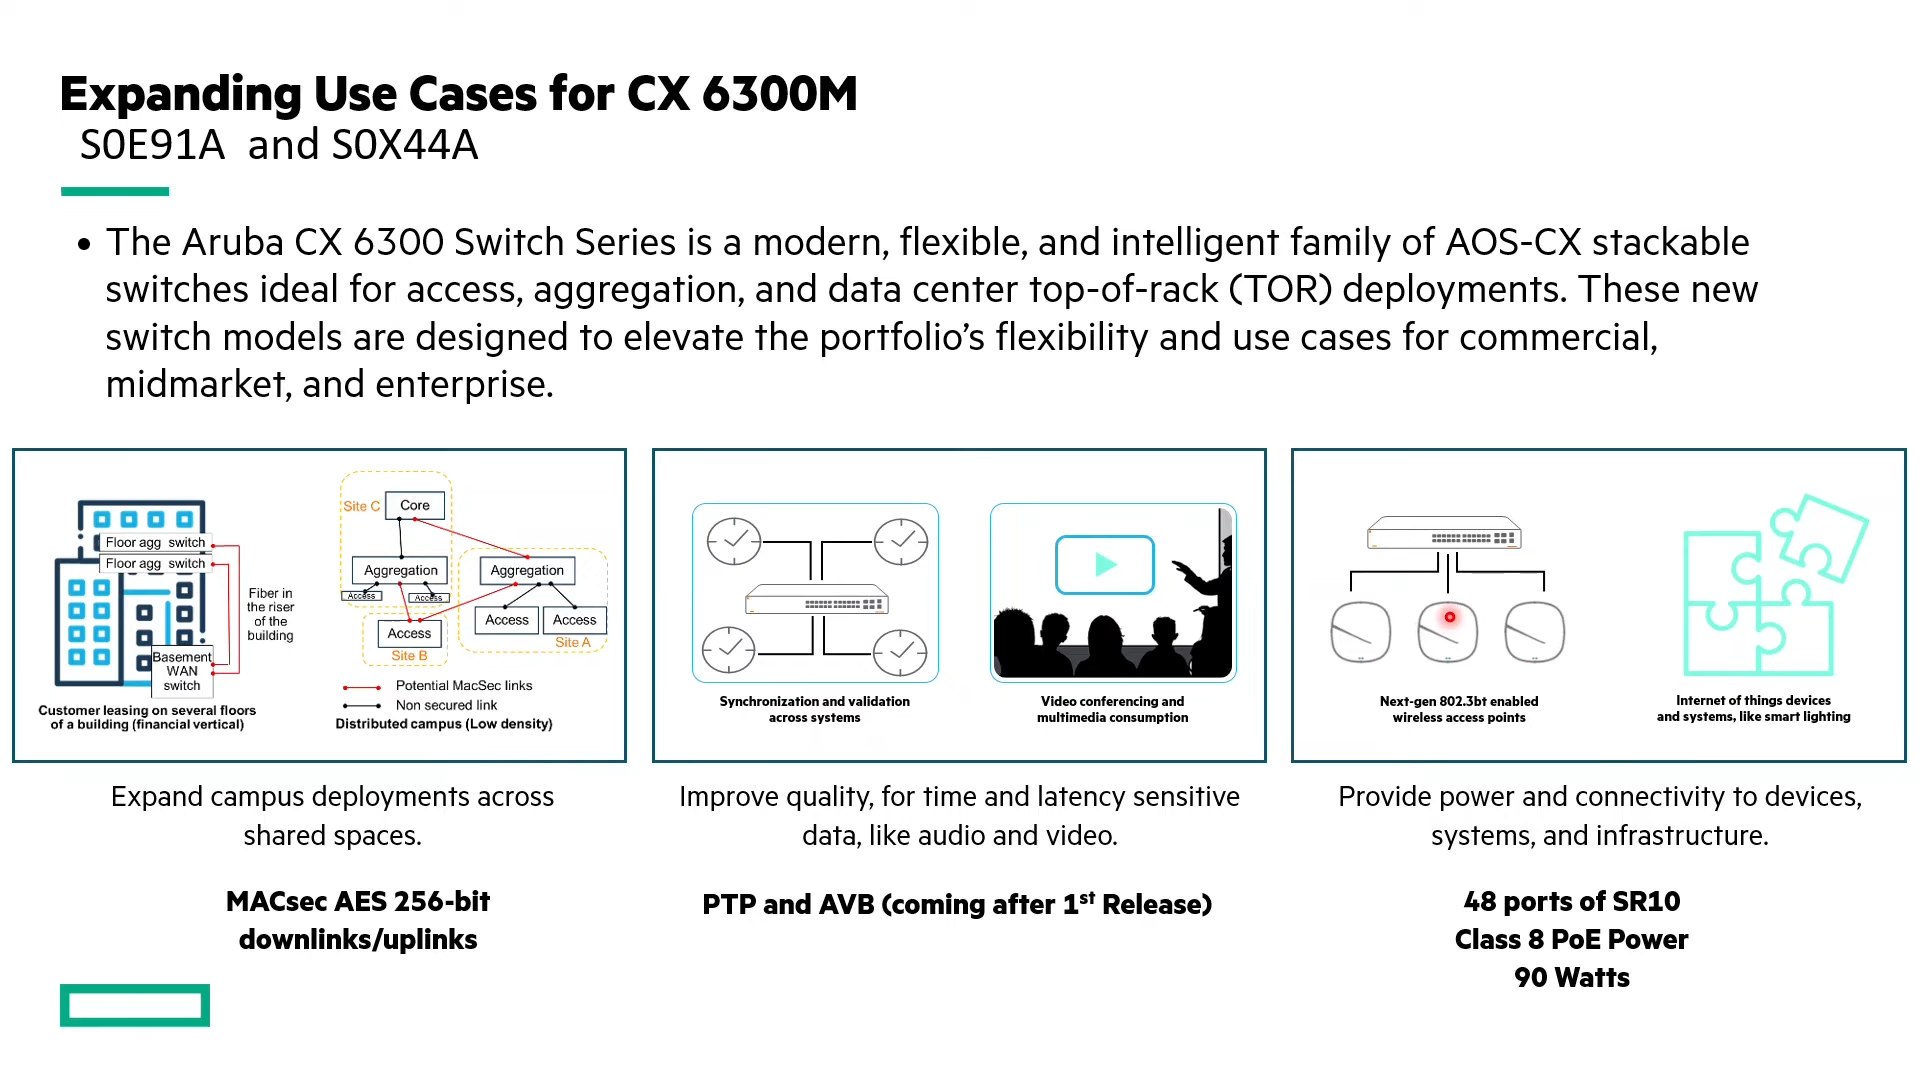 Expanding Use Cases for CX 6300M
S0E91A and S0X44A
• The Aruba CX 6300 Switch Series is a modern, flexible, and intelligent family of AOS-CX stackable
switches ideal for access, aggregation, and data center top-of-rack (TOR) deployments. These new
switch models are designed to elevate the portfolio’s flexibility and use cases for commercial,
midmarket, and enterprise.
Floor agg switch
Floor agg switch
Fiber in
the riser
of the
building
Basement
WAN
switch
Customer leasing on several floors
of a building (financial vertical)
Site C
Core
Aggregation
Aggregation
Access
Access
Access
Access
Access
Site A
Site B
Potential MacSec links
Non secured link
Distributed campus (Low density)
Synchronization and validation
across systems
Video conferencing and
multimedia consumption
Next-gen 802.3bt enabled
wireless access points
Internet of things devices
and systems, like smart lighting
Expand campus deployments across
shared spaces.
MACsec AES 256-bit
downlinks/uplinks
Improve quality, for time and latency sensitive
data, like audio and video.
PTP and AVB (coming after 1st Release)
Provide power and connectivity to devices,
systems, and infrastructure.
48 ports of SR10
Class 8 PoE Power
90 Watts